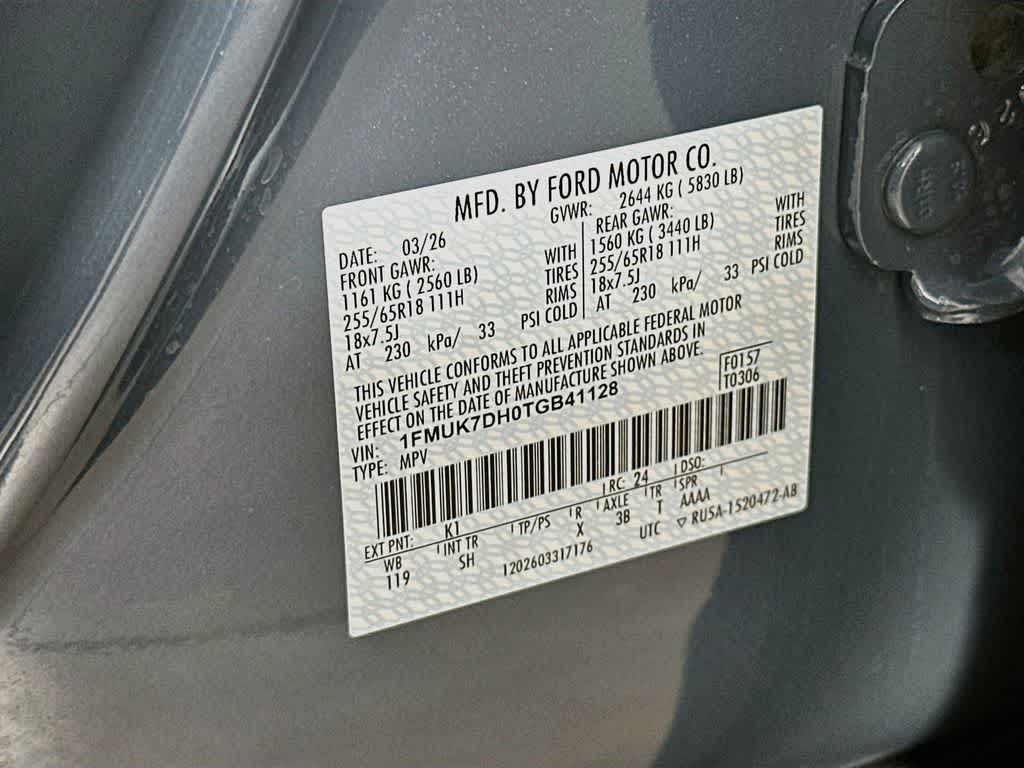 MFD. BY FORD MOTOR CO.
DATE: 03/26
GVWR: 2644 KG ( 5830 LB)
FRONT GAWR:
1161 KG ( 2560 LB) WITH
255/65R18 111H TIRES
18x7.5J RIMS
AT 230 kPa/ 33 PSI COLD
REAR GAWR:
1560 KG ( 3440 LB) WITH
255/65R18 111H TIRES
18x7.5J RIMS
AT 230 kPa/ 33 PSI COLD
THIS VEHICLE CONFORMS TO ALL APPLICABLE FEDERAL MOTOR
VEHICLE SAFETY AND THEFT PREVENTION STANDARDS IN
EFFECT ON THE DATE OF MANUFACTURE SHOWN ABOVE.
VIN: 1FMUK7DH0TGB41128
TYPE: MPV
F0157
T0306
EXT PNT: K1 RC: 24 DSO:
WB INT TR TP/PS R AXLE TR SPR
119 SH X 3B T AAAA
1202603317176 UTC ▽ RU5A-1520472-AB